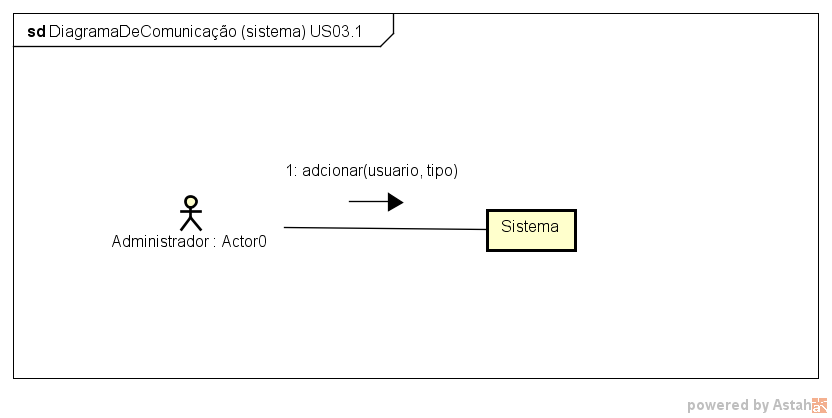 sd DiagramaDeComunicação (sistema) US03.1
1: adcionar(usuario, tipo)
Sistema
Administrador : Actor0
powered by Astah